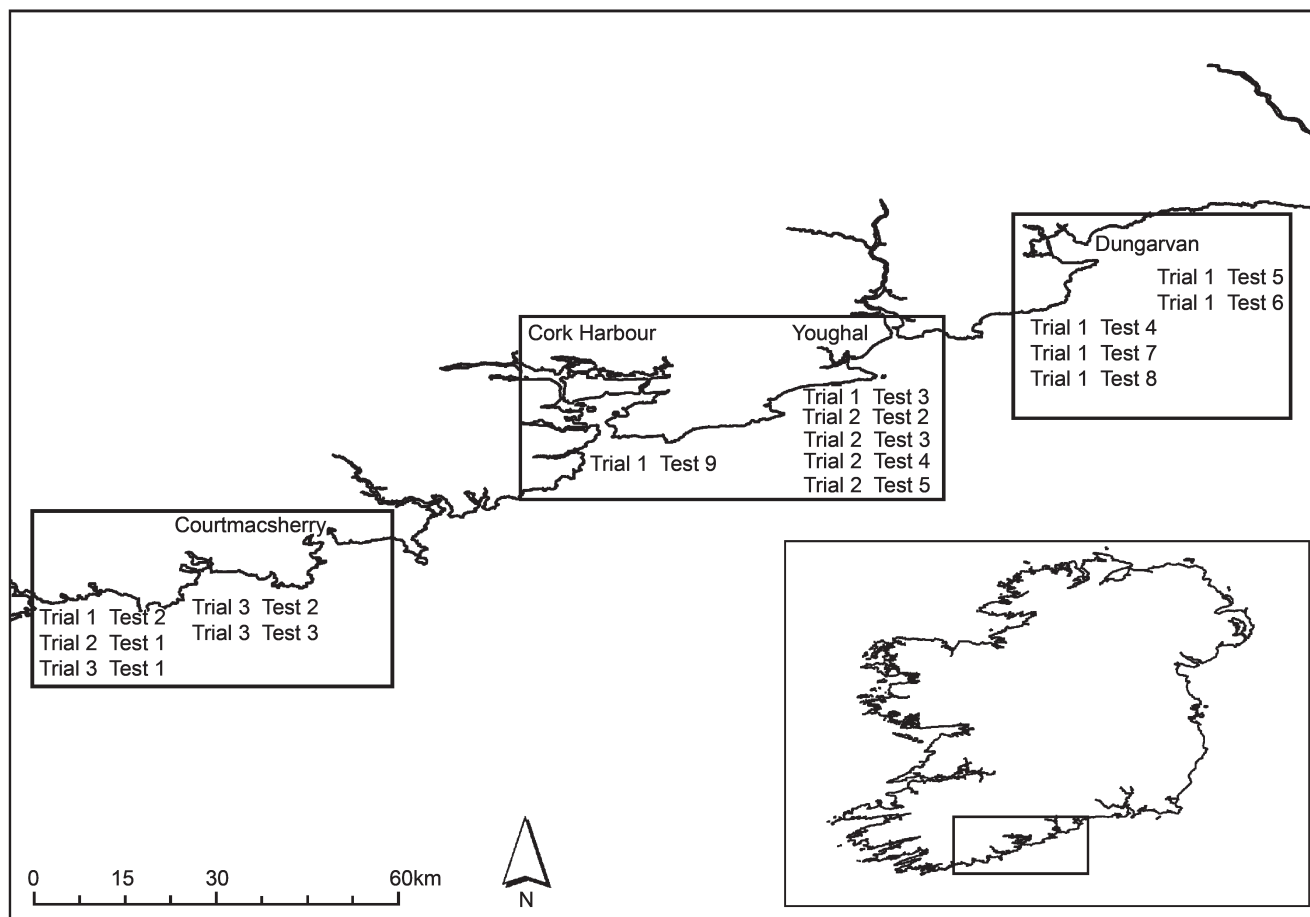 Dungarvan
Trial 1 Test 5
Trial 1 Test 6
Trial 1 Test 4
Trial 1 Test 7
Trial 1 Test 8
Cork Harbour
Youghal
Trial 1 Test 3
Trial 2 Test 2
Trial 2 Test 3
Trial 2 Test 4
Trial 2 Test 5
Trial 1 Test 9
Courtmacsherry
Trial 1 Test 2
Trial 2 Test 1
Trial 3 Test 1
Trial 3 Test 2
Trial 3 Test 3
0 15 30 60km
N